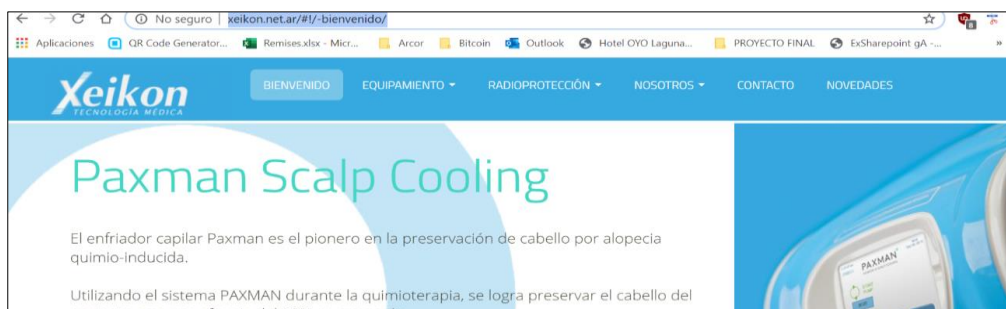 No seguro | xeikon.net.ar/#!/-bienvenido/
Aplicaciones QR Code Generator... Remises.xlsx - Micr... Arcor Bitcoin Outlook Hotel OYO Laguna... PROYECTO FINAL ExSharepoint gA -... »
Xeikon
TECNOLOGÍA MÉDICA
BIENVENIDO EQUIPAMIENTO RADIOPROTECCIÓN NOSOTROS CONTACTO NOVEDADES
Paxman Scalp Cooling
El enfriador capilar Paxman es el pionero en la preservación de cabello por alopecia
quimio-inducida.
Utilizando el sistema PAXMAN durante la quimioterapia, se logra preservar el cabello del
PAXMAN